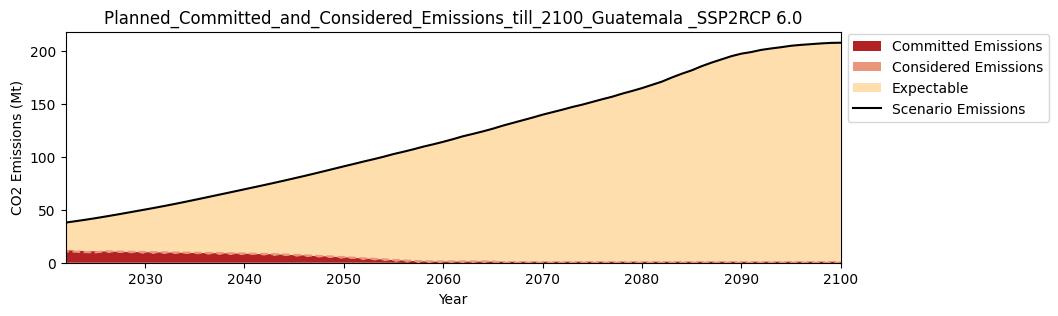 Planned_Committed_and_Considered_Emissions_till_2100_Guatemala _SSP2RCP 6.0
CO2 Emissions (Mt)
200
150
100
50
0
2030 2040 2050 2060 2070 2080 2090 2100
Year
Committed Emissions
Considered Emissions
Expectable
Scenario Emissions